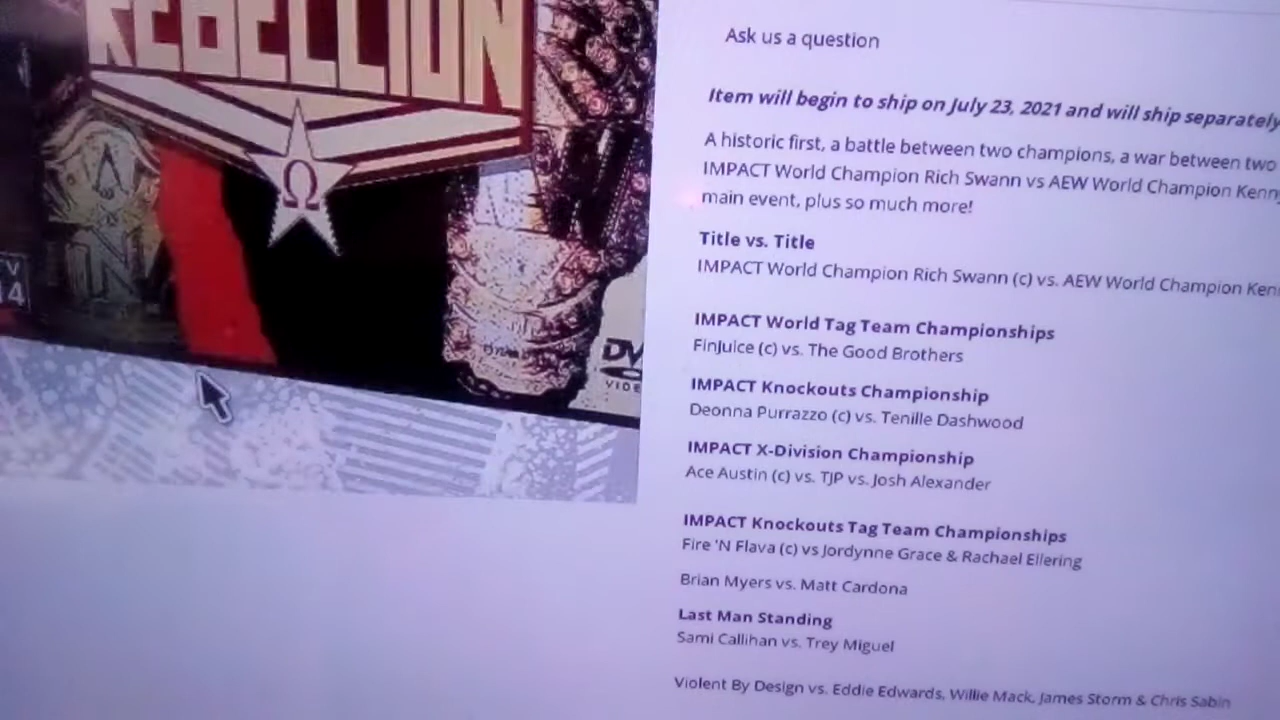 REBELLION
Ω
DV
VIDE
Ask us a question
Item will begin to ship on July 23, 2021 and will ship separately
A historic first, a battle between two champions, a war between two
IMPACT World Champion Rich Swann vs AEW World Champion Kenny
main event, plus so much more!
Title vs. Title
IMPACT World Champion Rich Swann (c) vs. AEW World Champion Ken
IMPACT World Tag Team Championships
FinJuice (c) vs. The Good Brothers
IMPACT Knockouts Championship
Deonna Purrazzo (c) vs. Tenille Dashwood
IMPACT X-Division Championship
Ace Austin (c) vs. TJP vs. Josh Alexander
IMPACT Knockouts Tag Team Championships
Fire 'N Flava (c) vs Jordynne Grace & Rachael Ellering
Brian Myers vs. Matt Cardona
Last Man Standing
Sami Callihan vs. Trey Miguel
Violent By Design vs. Eddie Edwards, Willie Mack, James Storm & Chris Sabin